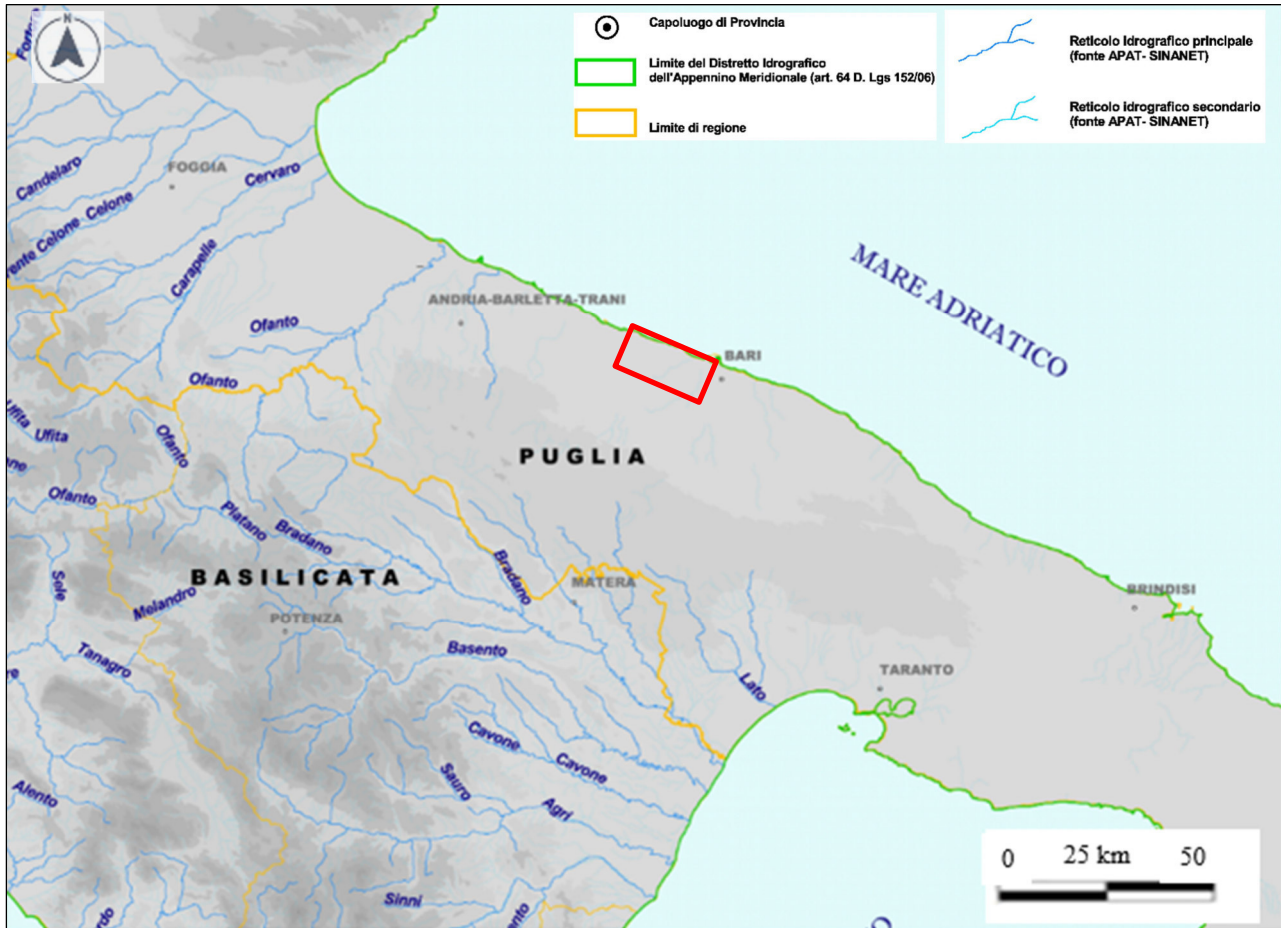 N
Capoluogo di Provincia
Limite del Distretto Idrografico
dell'Appennino Meridionale (art. 64 D. Lgs 152/06)
Limite di regione
Reticolo Idrografico principale
(fonte APAT- SINANET)
Reticolo Idrografico secondario
(fonte APAT- SINANET)
FOGGIA
Cervaro
Candelaro
Celone
Celone
Carapelle
MARE ADRIATICO
ANDRIA-BARLETTA-TRANI
Ofanto
BARI
Ofanto
Ufita
Ufita
Ofanto
PUGLIA
Ofanto
Platano
Bradano
Bradano
BASILICATA
MATERA
Sele
Melandro
POTENZA
BRINDISI
Tanagro
Basento
TARANTO
Lato
Cavone
Cavone
Sauro
Agri
Alento
Sinni
0 25 km 50